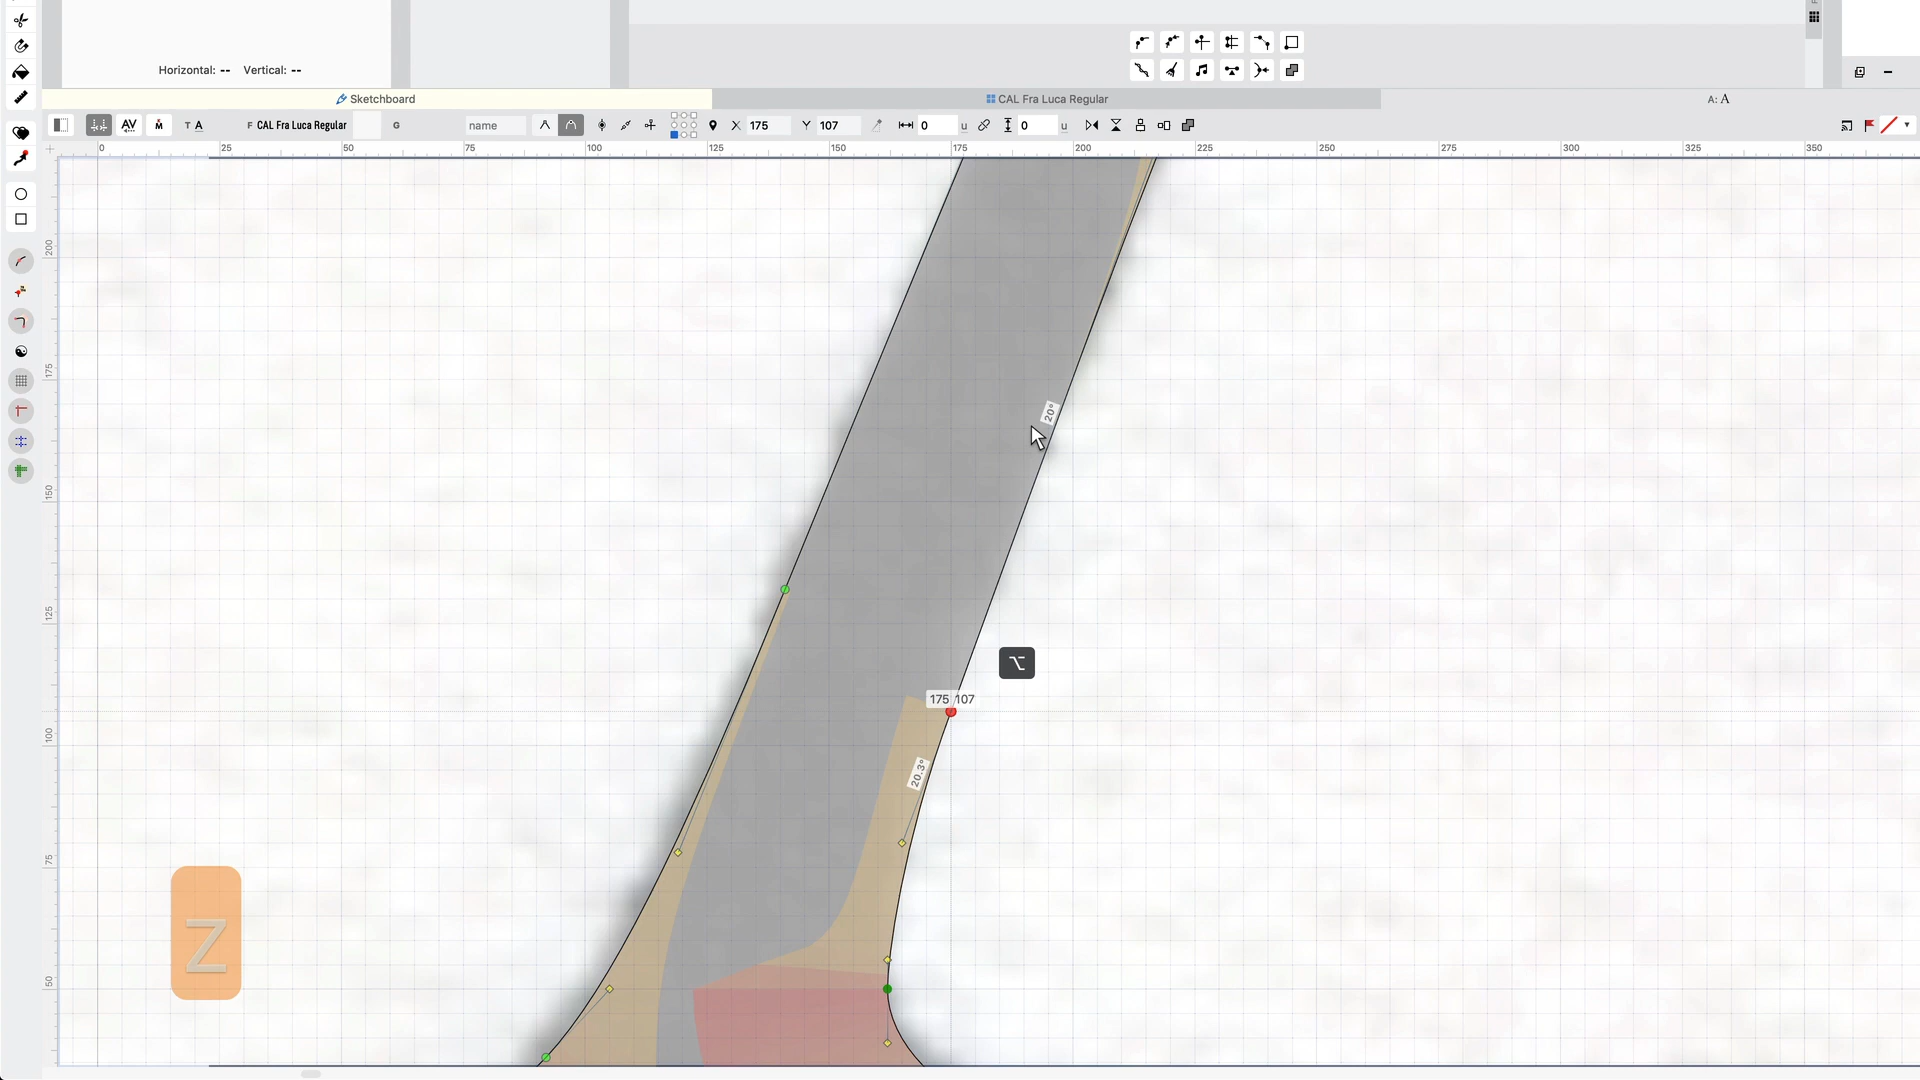 Horizontal: -- Vertical: --
Sketchboard
CAL Fra Luca Regular
A: A
AV
M
T A
F CAL Fra Luca Regular
G
name
X 175
Y 107
0 u
0 u
0 25 50 75 100 125 150 175 200 225 250 275 300 325 350
200
175
150
125
100
75
50
20°
⌥
175 107
20.3°
Z